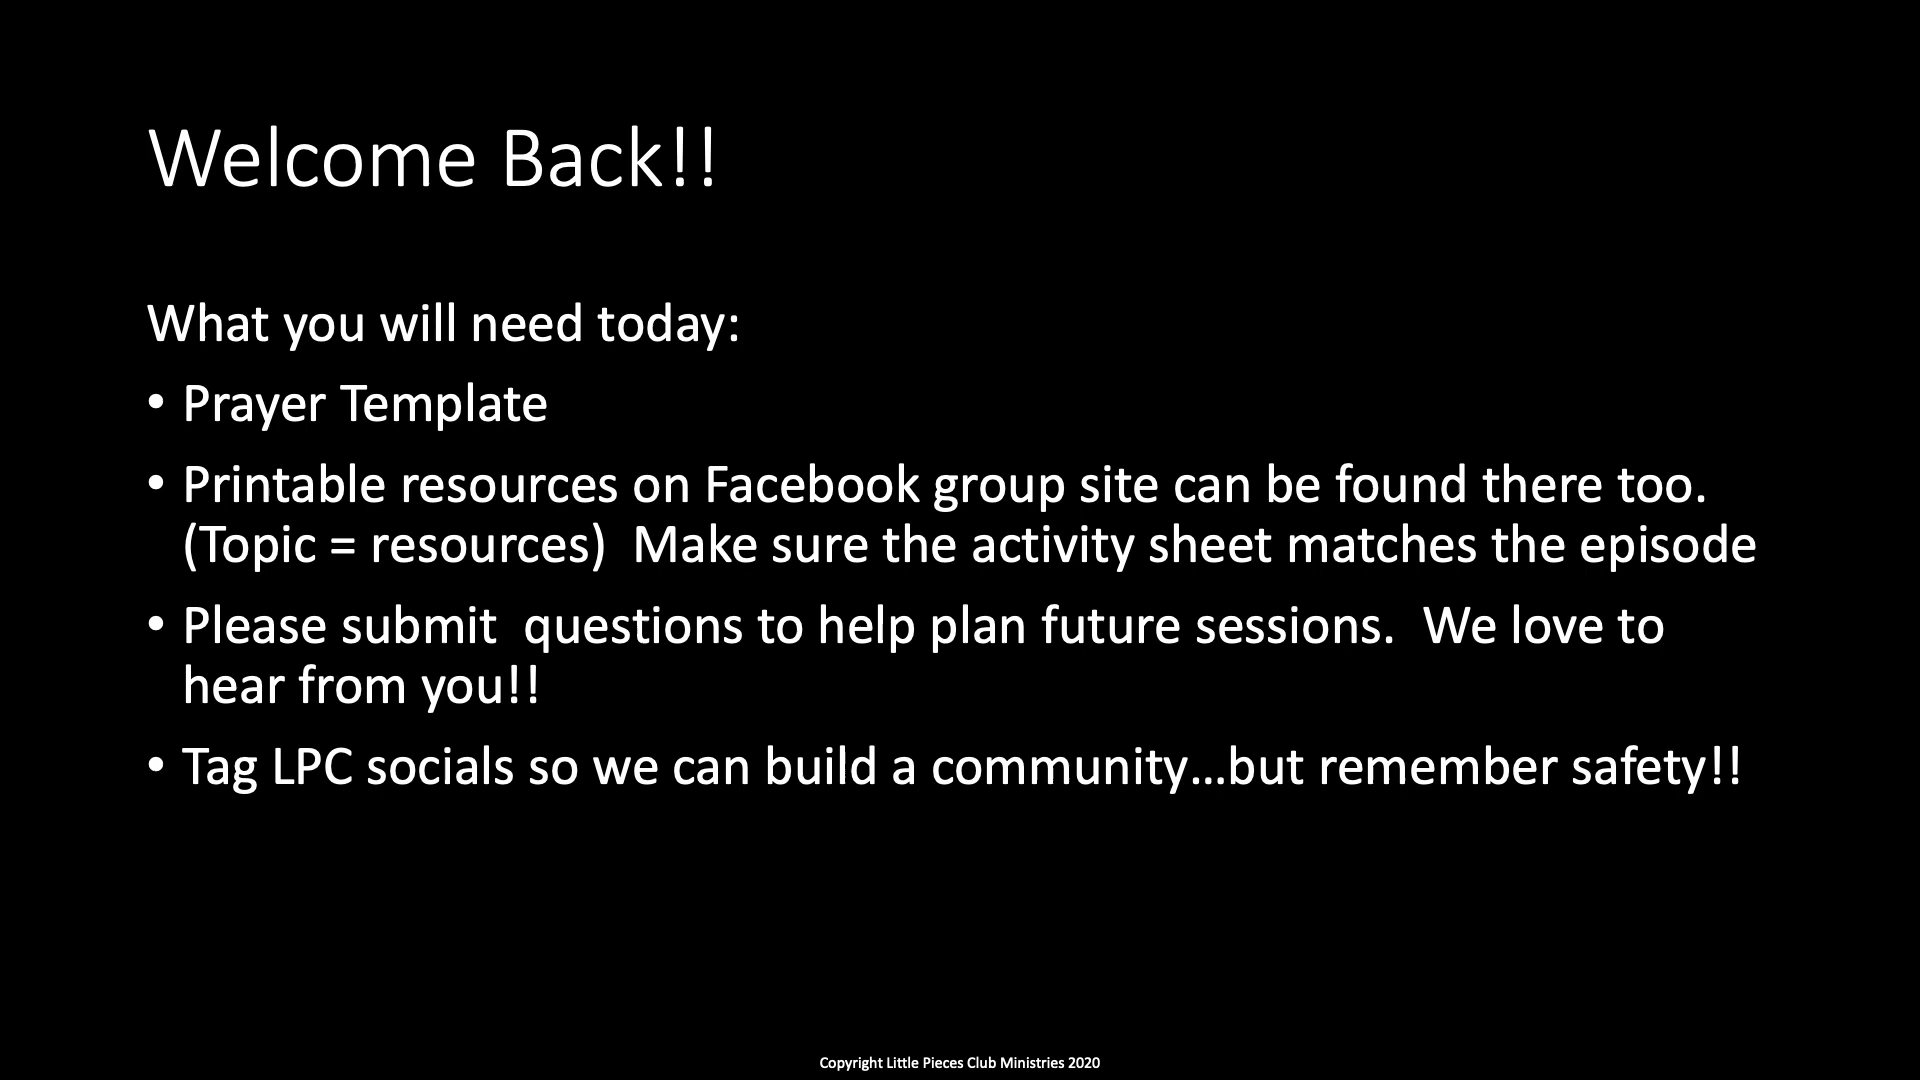 Welcome Back!!
What you will need today:
• Prayer Template
• Printable resources on Facebook group site can be found there too.
(Topic = resources)  Make sure the activity sheet matches the episode
• Please submit  questions to help plan future sessions.  We love to
hear from you!!
• Tag LPC socials so we can build a community…but remember safety!!
Copyright Little Pieces Club Ministries 2020